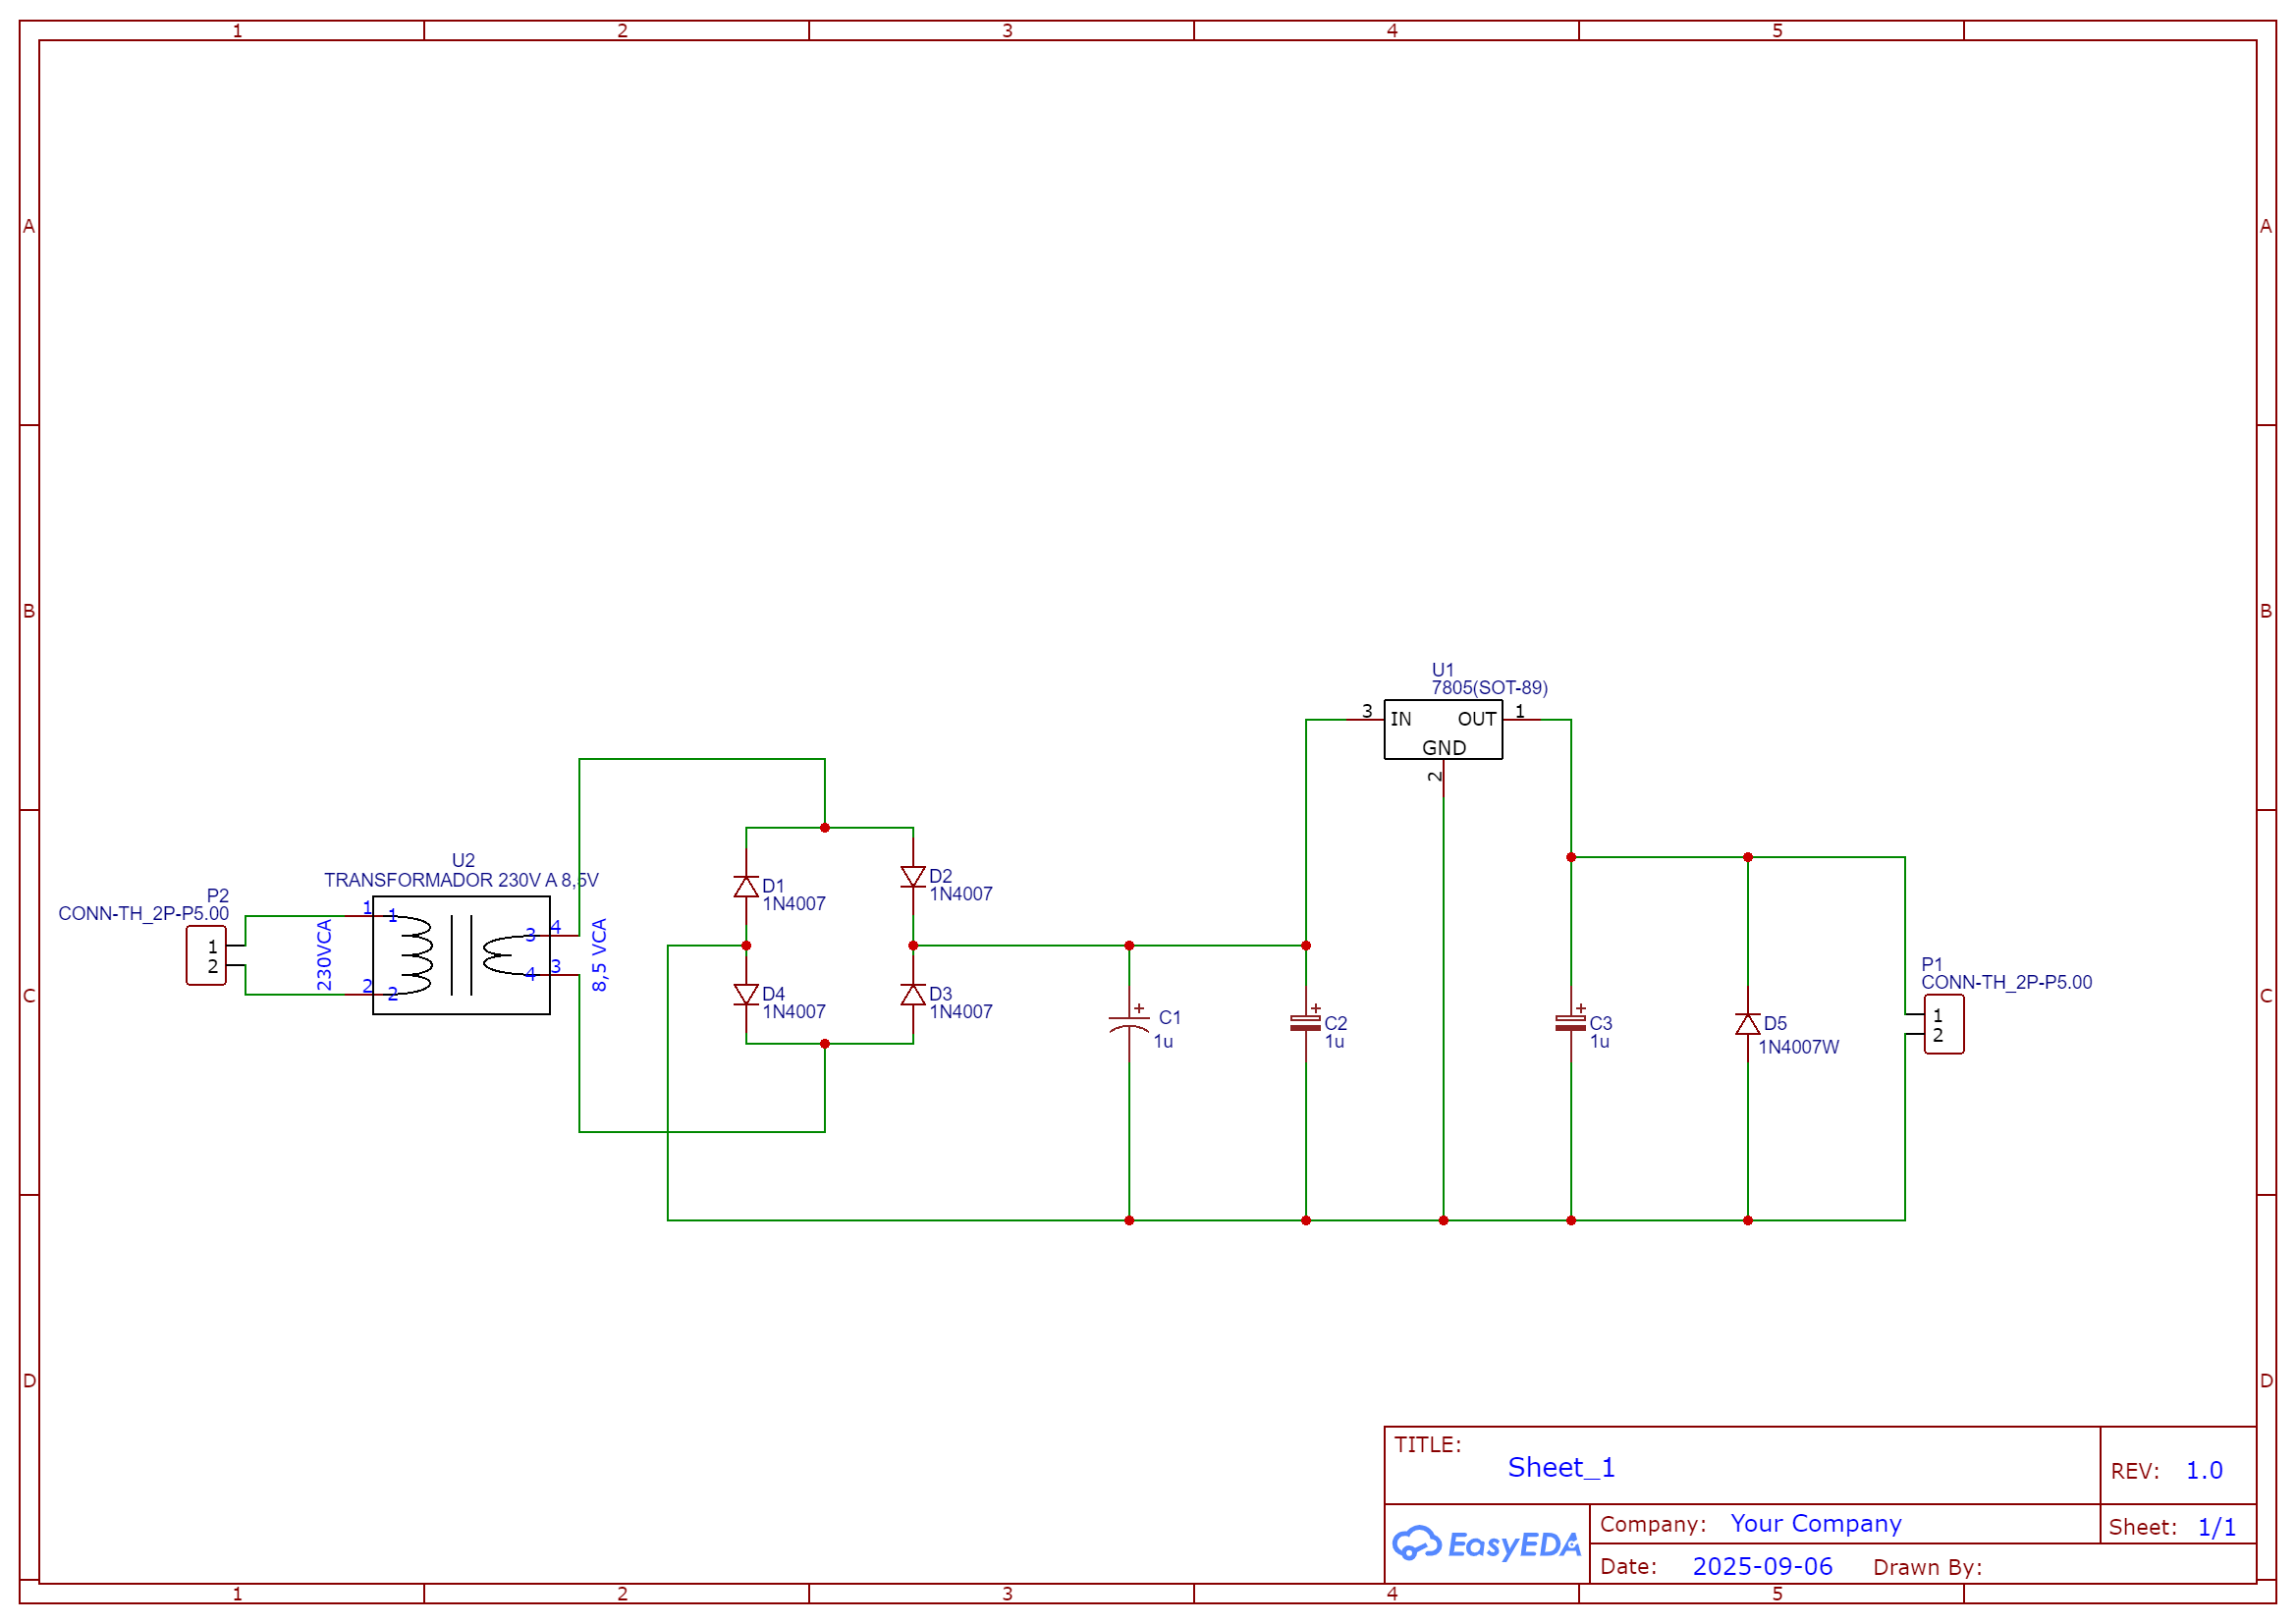 1 2 3 4 5
A A
B B
C C
D D
U1
7805(SOT-89)
3 IN OUT 1
GND
2
U2
TRANSFORMADOR 230V A 8,5V
P2
CONN-TH_2P-P5.00
1
2
230VCA
1 1
2 2
3 4
4 3
8,5 VCA
D1
1N4007
D2
1N4007
D4
1N4007
D3
1N4007
+ C1
1u
+ C2
1u
+ C3
1u
D5
1N4007W
P1
CONN-TH_2P-P5.00
1
2
TITLE:
Sheet_1
REV: 1.0
EasyEDA
Company: Your Company
Sheet: 1/1
Date: 2025-09-06 Drawn By:
1 2 3 4 5